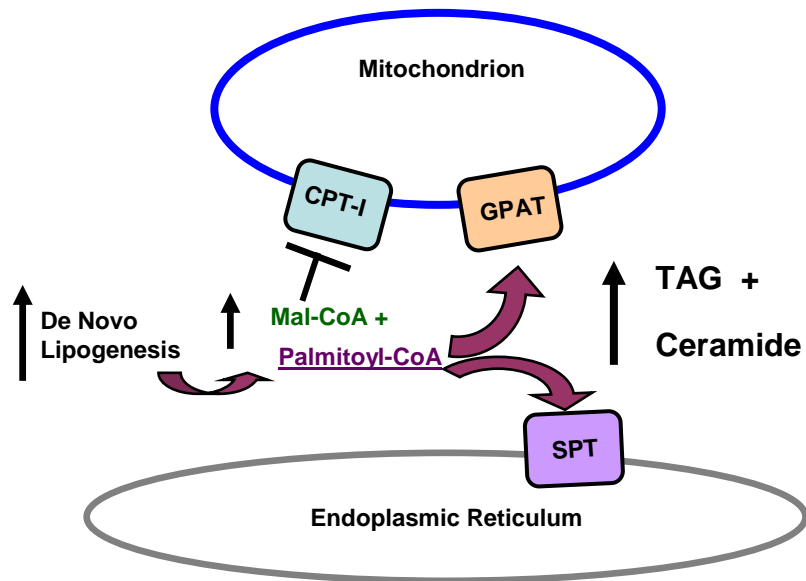 Mitochondrion
CPT-I
GPAT
TAG +
Ceramide
De Novo
Lipogenesis
Mal-CoA +
Palmitoyl-CoA
SPT
Endoplasmic Reticulum